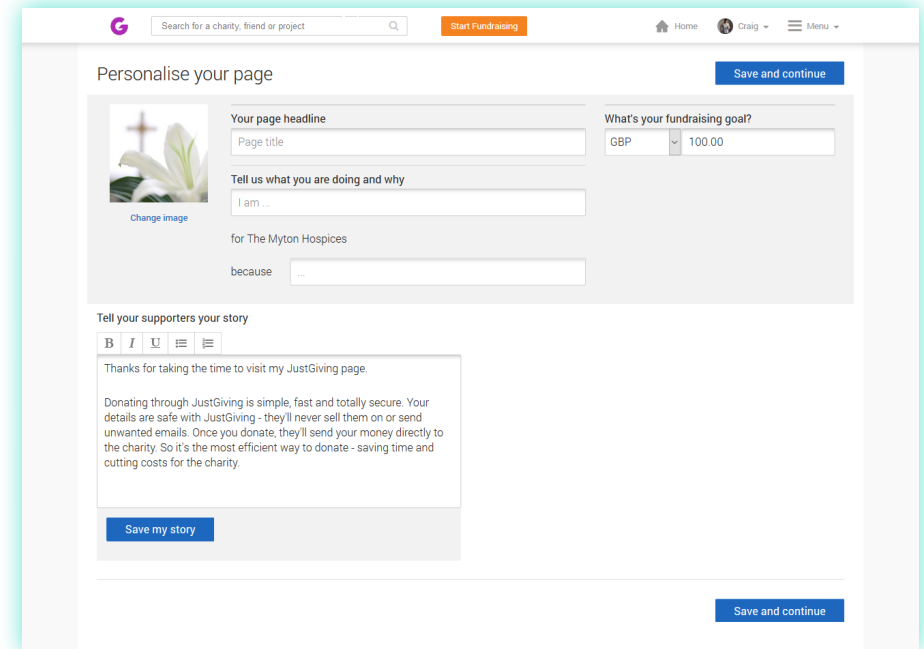 G
Search for a charity, friend or project
Start Fundraising
Home
Craig
Menu
Personalise your page
Save and continue
Your page headline
Page title
What's your fundraising goal?
GBP
100.00
Tell us what you are doing and why
I am ...
Change image
for The Myton Hospices
because
...
Tell your supporters your story
B I U
Thanks for taking the time to visit my JustGiving page.
Donating through JustGiving is simple, fast and totally secure. Your
details are safe with JustGiving - they'll never sell them on or send
unwanted emails. Once you donate, they'll send your money directly to
the charity. So it's the most efficient way to donate - saving time and
cutting costs for the charity.
Save my story
Save and continue